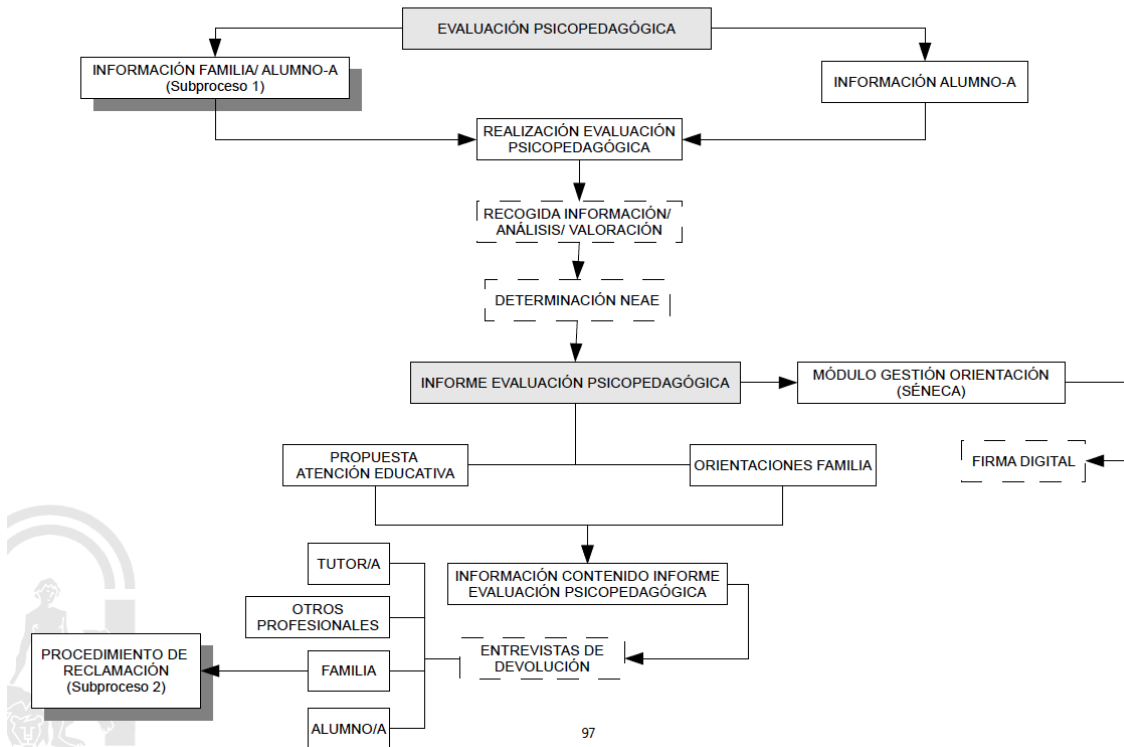 EVALUACIÓN PSICOPEDAGÓGICA
INFORMACIÓN FAMILIA/ ALUMNO-A
(Subproceso 1)
INFORMACIÓN ALUMNO-A
REALIZACIÓN EVALUACIÓN
PSICOPEDAGÓGICA
RECOGIDA INFORMACIÓN/
ANÁLISIS/ VALORACIÓN
DETERMINACIÓN NEAE
INFORME EVALUACIÓN PSICOPEDAGÓGICA
MÓDULO GESTIÓN ORIENTACIÓN
(SÉNECA)
PROPUESTA
ATENCIÓN EDUCATIVA
ORIENTACIONES FAMILIA
FIRMA DIGITAL
TUTOR/A
INFORMACIÓN CONTENIDO INFORME
EVALUACIÓN PSICOPEDAGÓGICA
OTROS
PROFESIONALES
ENTREVISTAS DE
DEVOLUCIÓN
PROCEDIMIENTO DE
RECLAMACIÓN
(Subproceso 2)
FAMILIA
ALUMNO/A
97